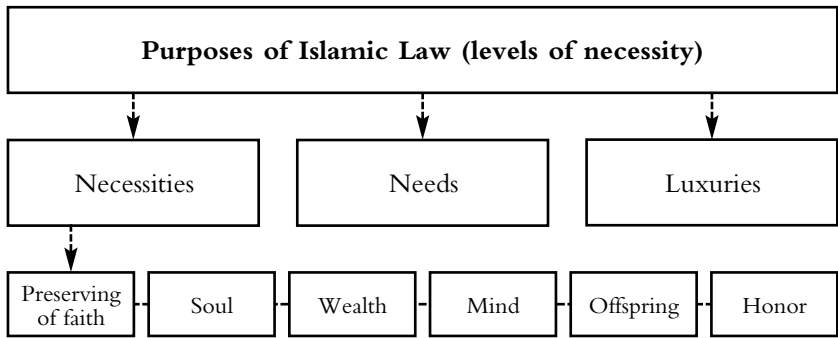 Purposes of Islamic Law (levels of necessity)
Necessities
Needs
Luxuries
Preserving
of faith
Soul
Wealth
Mind
Offspring
Honor